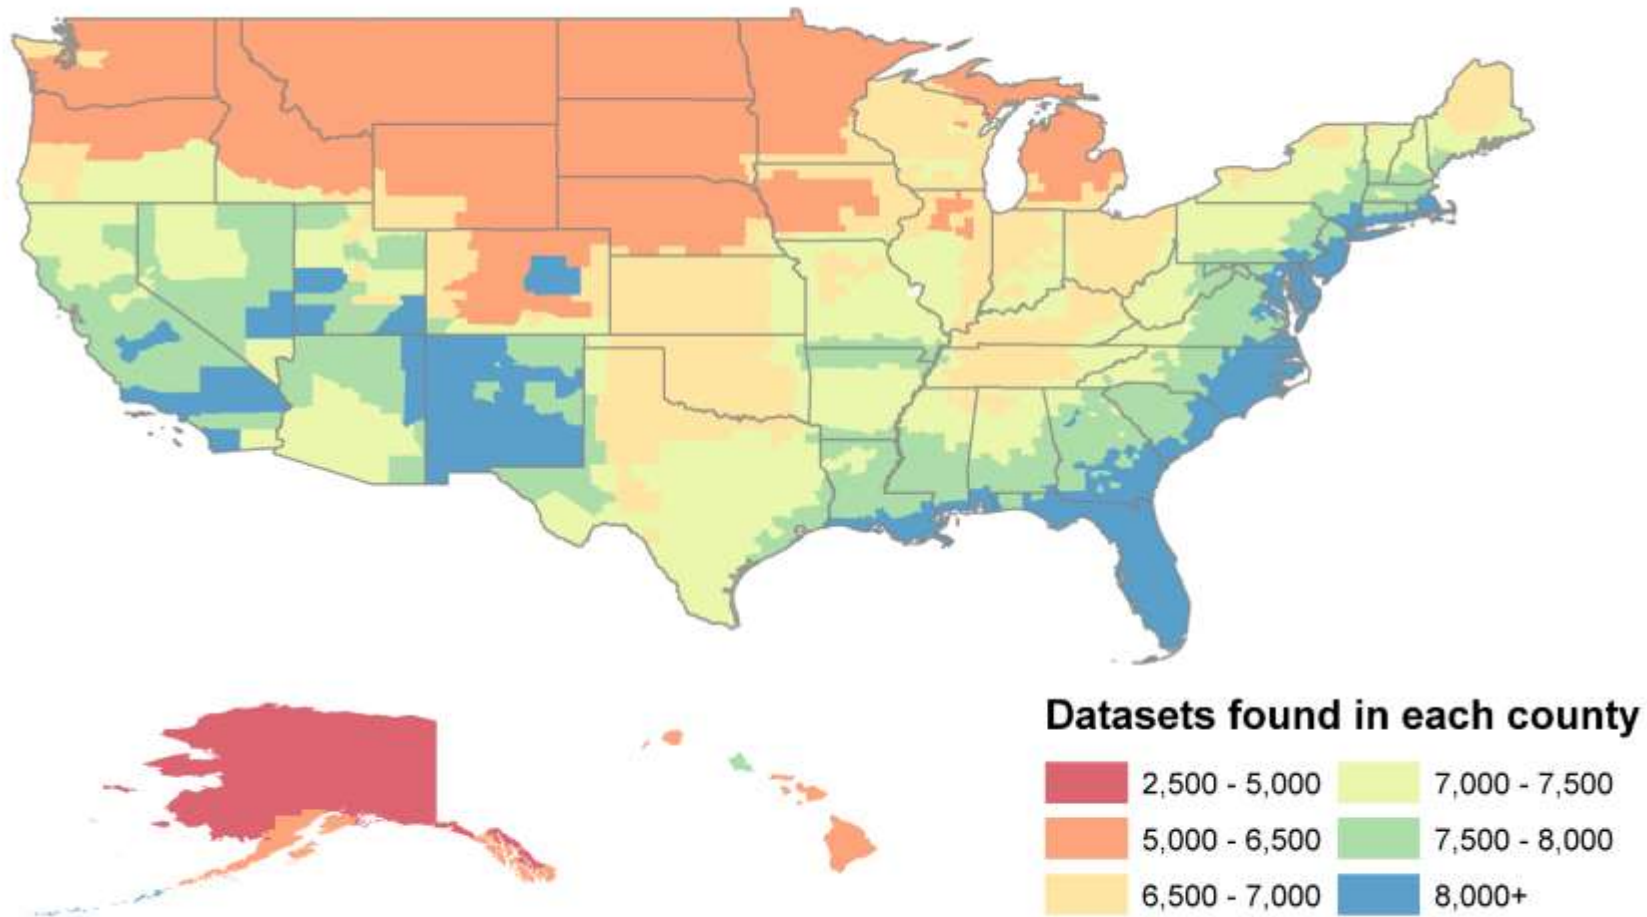 Datasets found in each county
2,500 - 5,000
7,000 - 7,500
5,000 - 6,500
7,500 - 8,000
6,500 - 7,000
8,000+